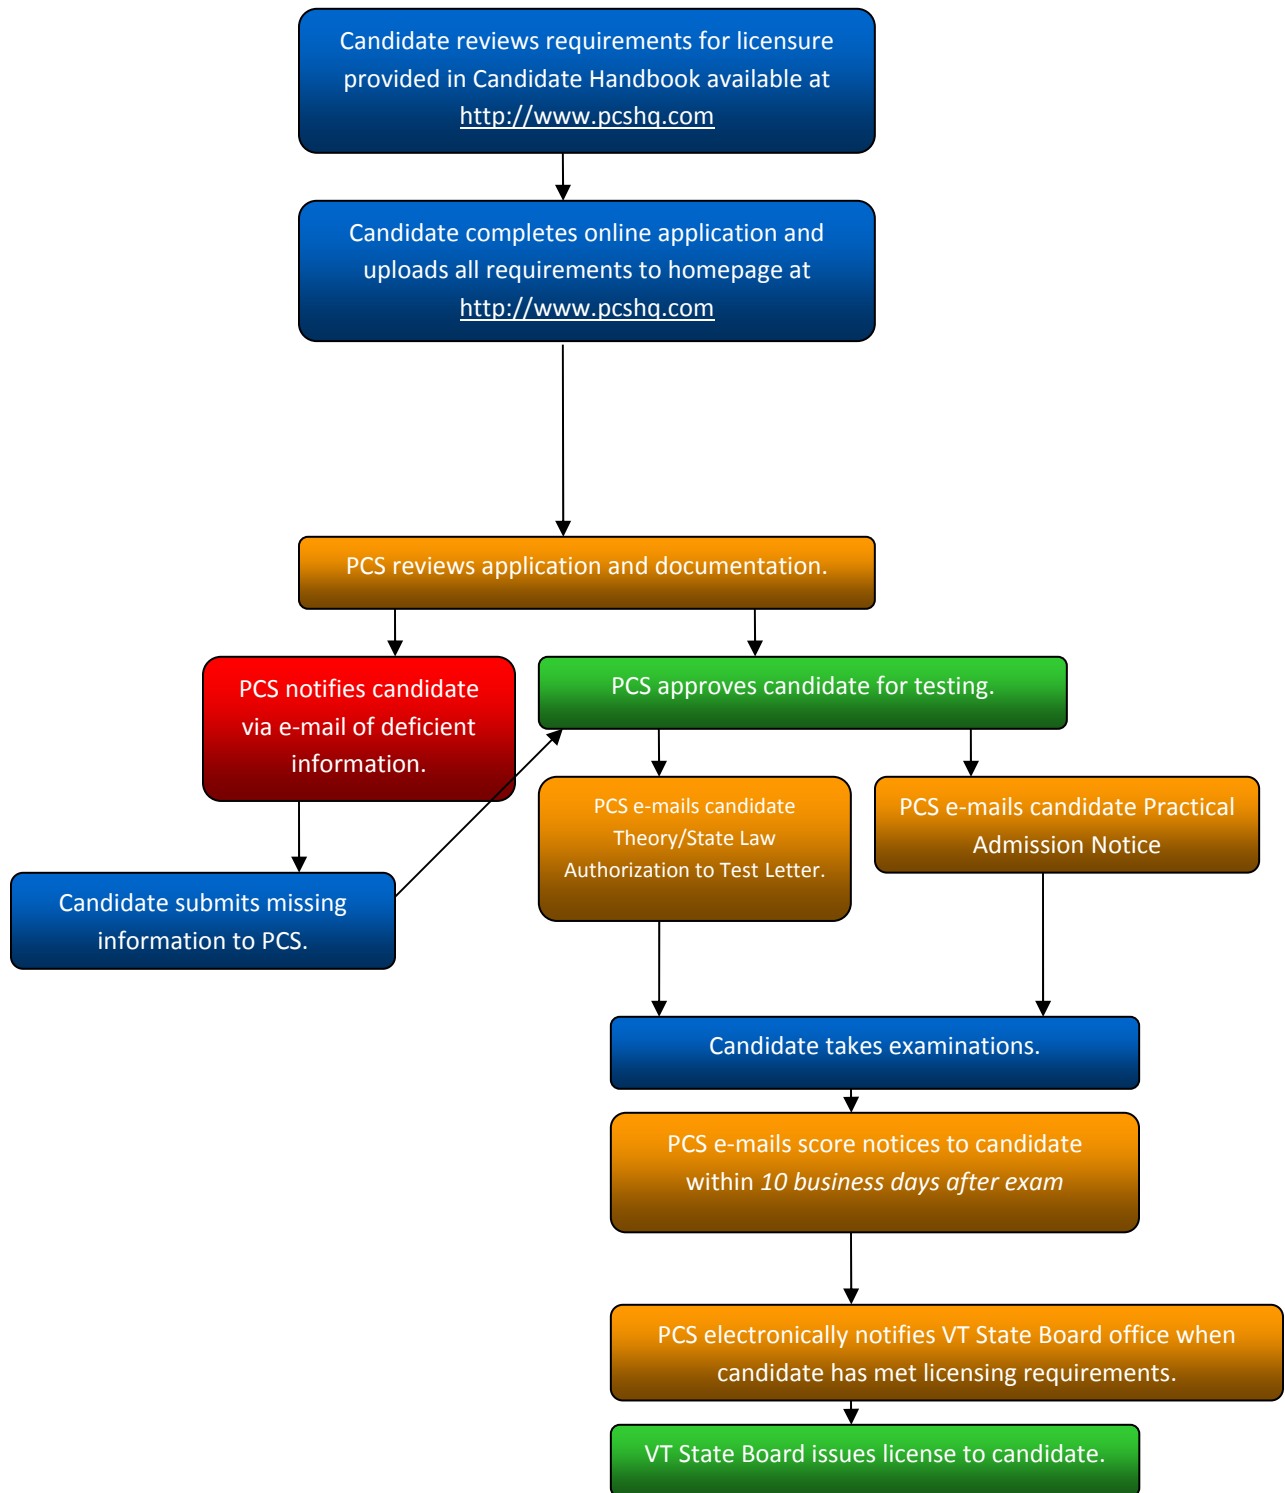 Candidate reviews requirements for licensure
provided in Candidate Handbook available at
http://www.pcshq.com
Candidate completes online application and
uploads all requirements to homepage at
http://www.pcshq.com
PCS reviews application and documentation.
PCS notifies candidate
via e-mail of deficient
information.
PCS approves candidate for testing.
PCS e-mails candidate
Theory/State Law
Authorization to Test Letter.
PCS e-mails candidate Practical
Admission Notice
Candidate submits missing
information to PCS.
Candidate takes examinations.
PCS e-mails score notices to candidate
within 10 business days after exam
PCS electronically notifies VT State Board office when
candidate has met licensing requirements.
VT State Board issues license to candidate.